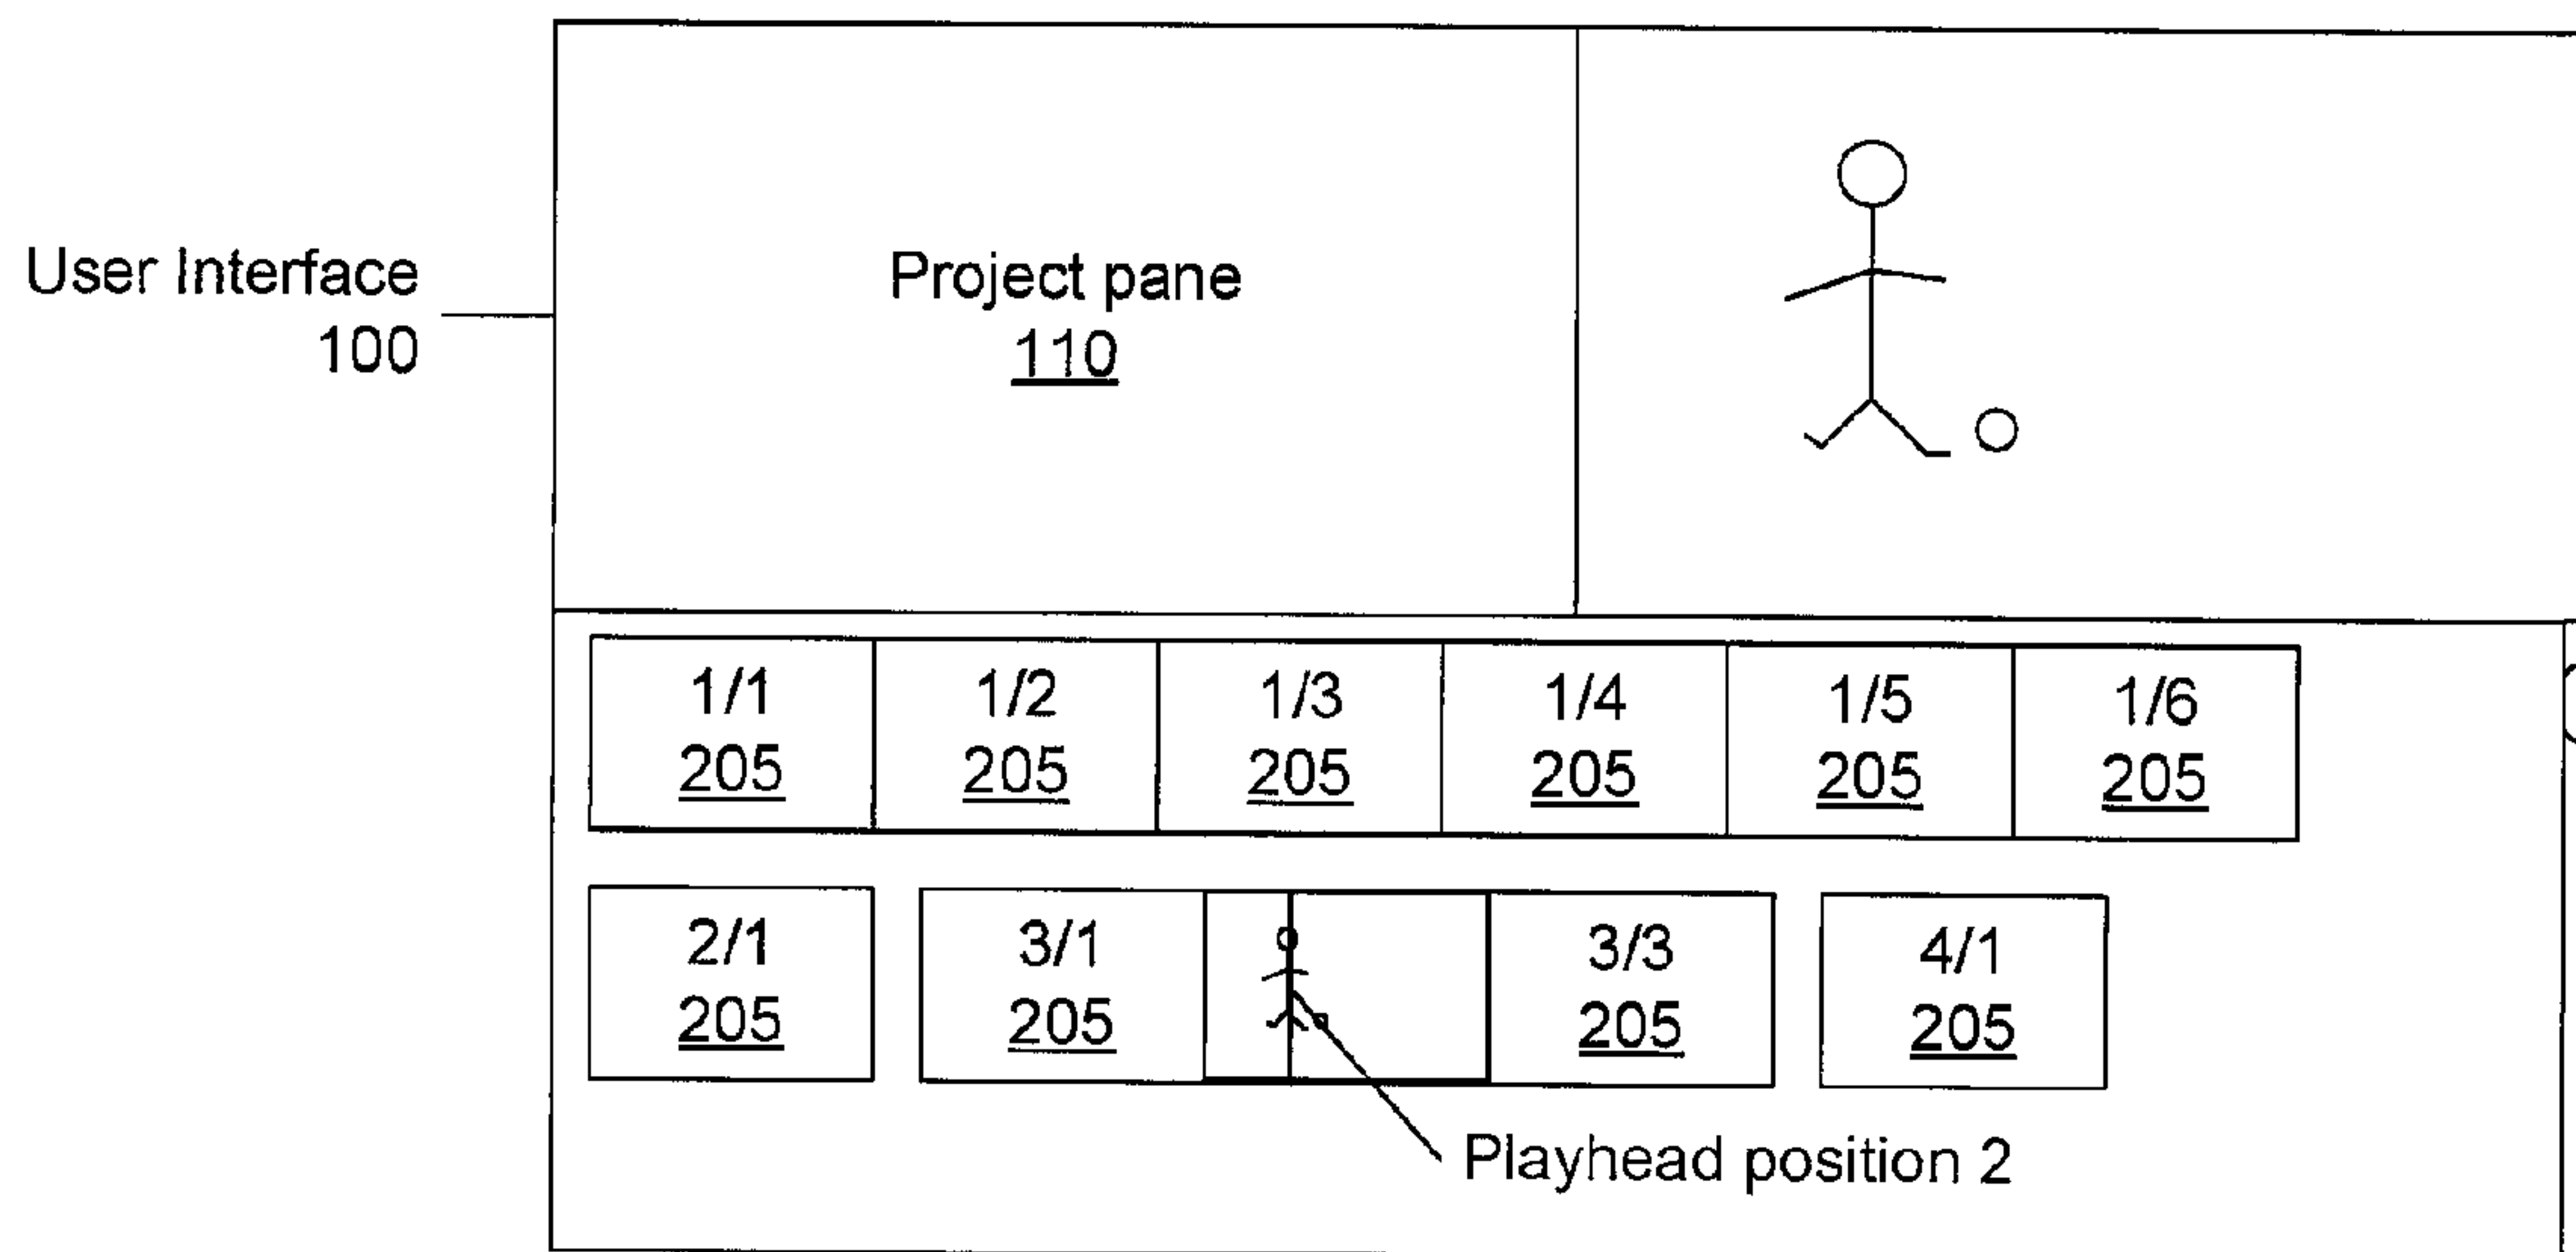 User Interface
100
Project pane
110
1/1 1/2 1/3 1/4 1/5 1/6
205 205 205 205 205 205
2/1 3/1 3/3 4/1
205 205 205 205
Playhead position 2